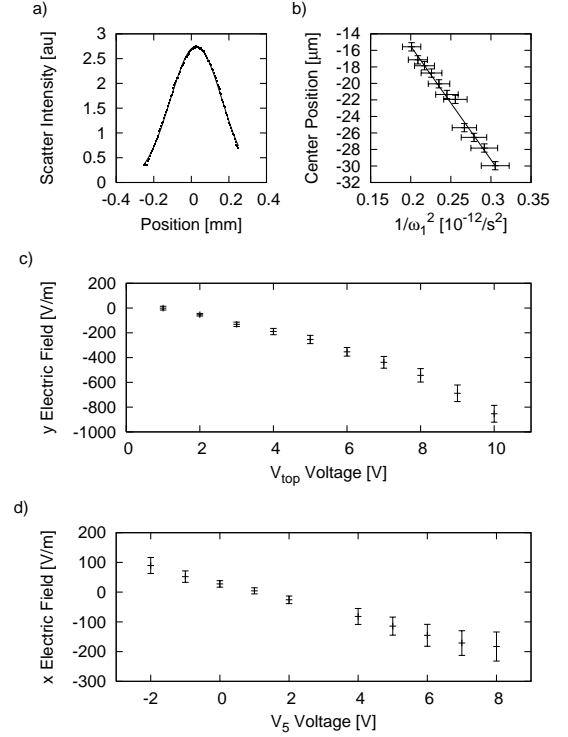 a)
Scatter Intensity [au]
3
2.5
2
1.5
1
0.5
0
-0.4 -0.2 0 0.2 0.4
Position [mm]
b)
Center Position [μm]
-14
-16
-18
-20
-22
-24
-26
-28
-30
-32
0.15 0.2 0.25 0.3 0.35
1/ω₁² [10⁻¹²/s²]
c)
y Electric Field [V/m]
200
0
-200
-400
-600
-800
-1000
0 2 4 6 8 10
V_top Voltage [V]
d)
x Electric Field [V/m]
200
100
0
-100
-200
-300
-2 0 2 4 6 8
V₅ Voltage [V]